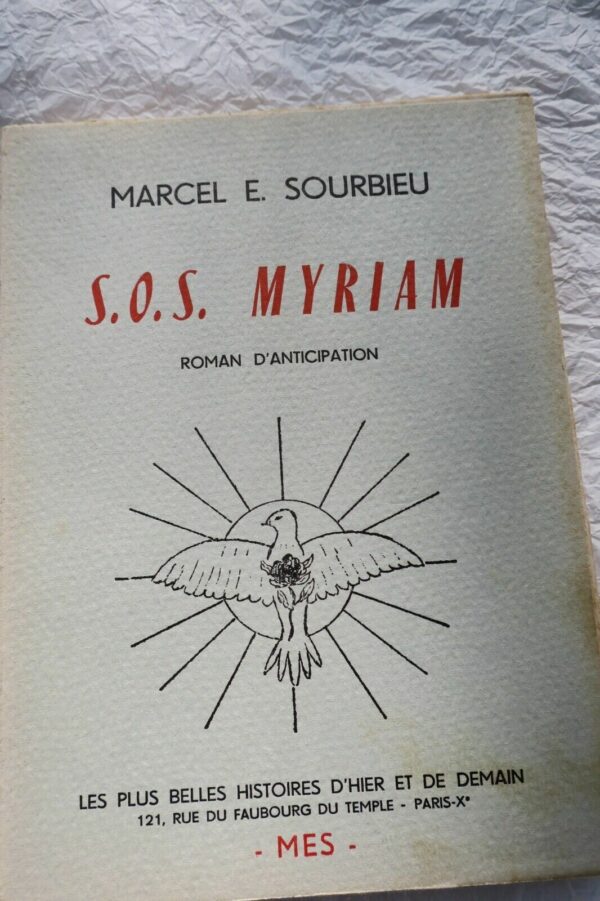 MARCEL E. SOURBIEU
S.O.S. MYRIAM
ROMAN D'ANTICIPATION
LES PLUS BELLES HISTOIRES D'HIER ET DE DEMAIN
121, RUE DU FAUBOURG DU TEMPLE - PARIS-Xe
- MES -